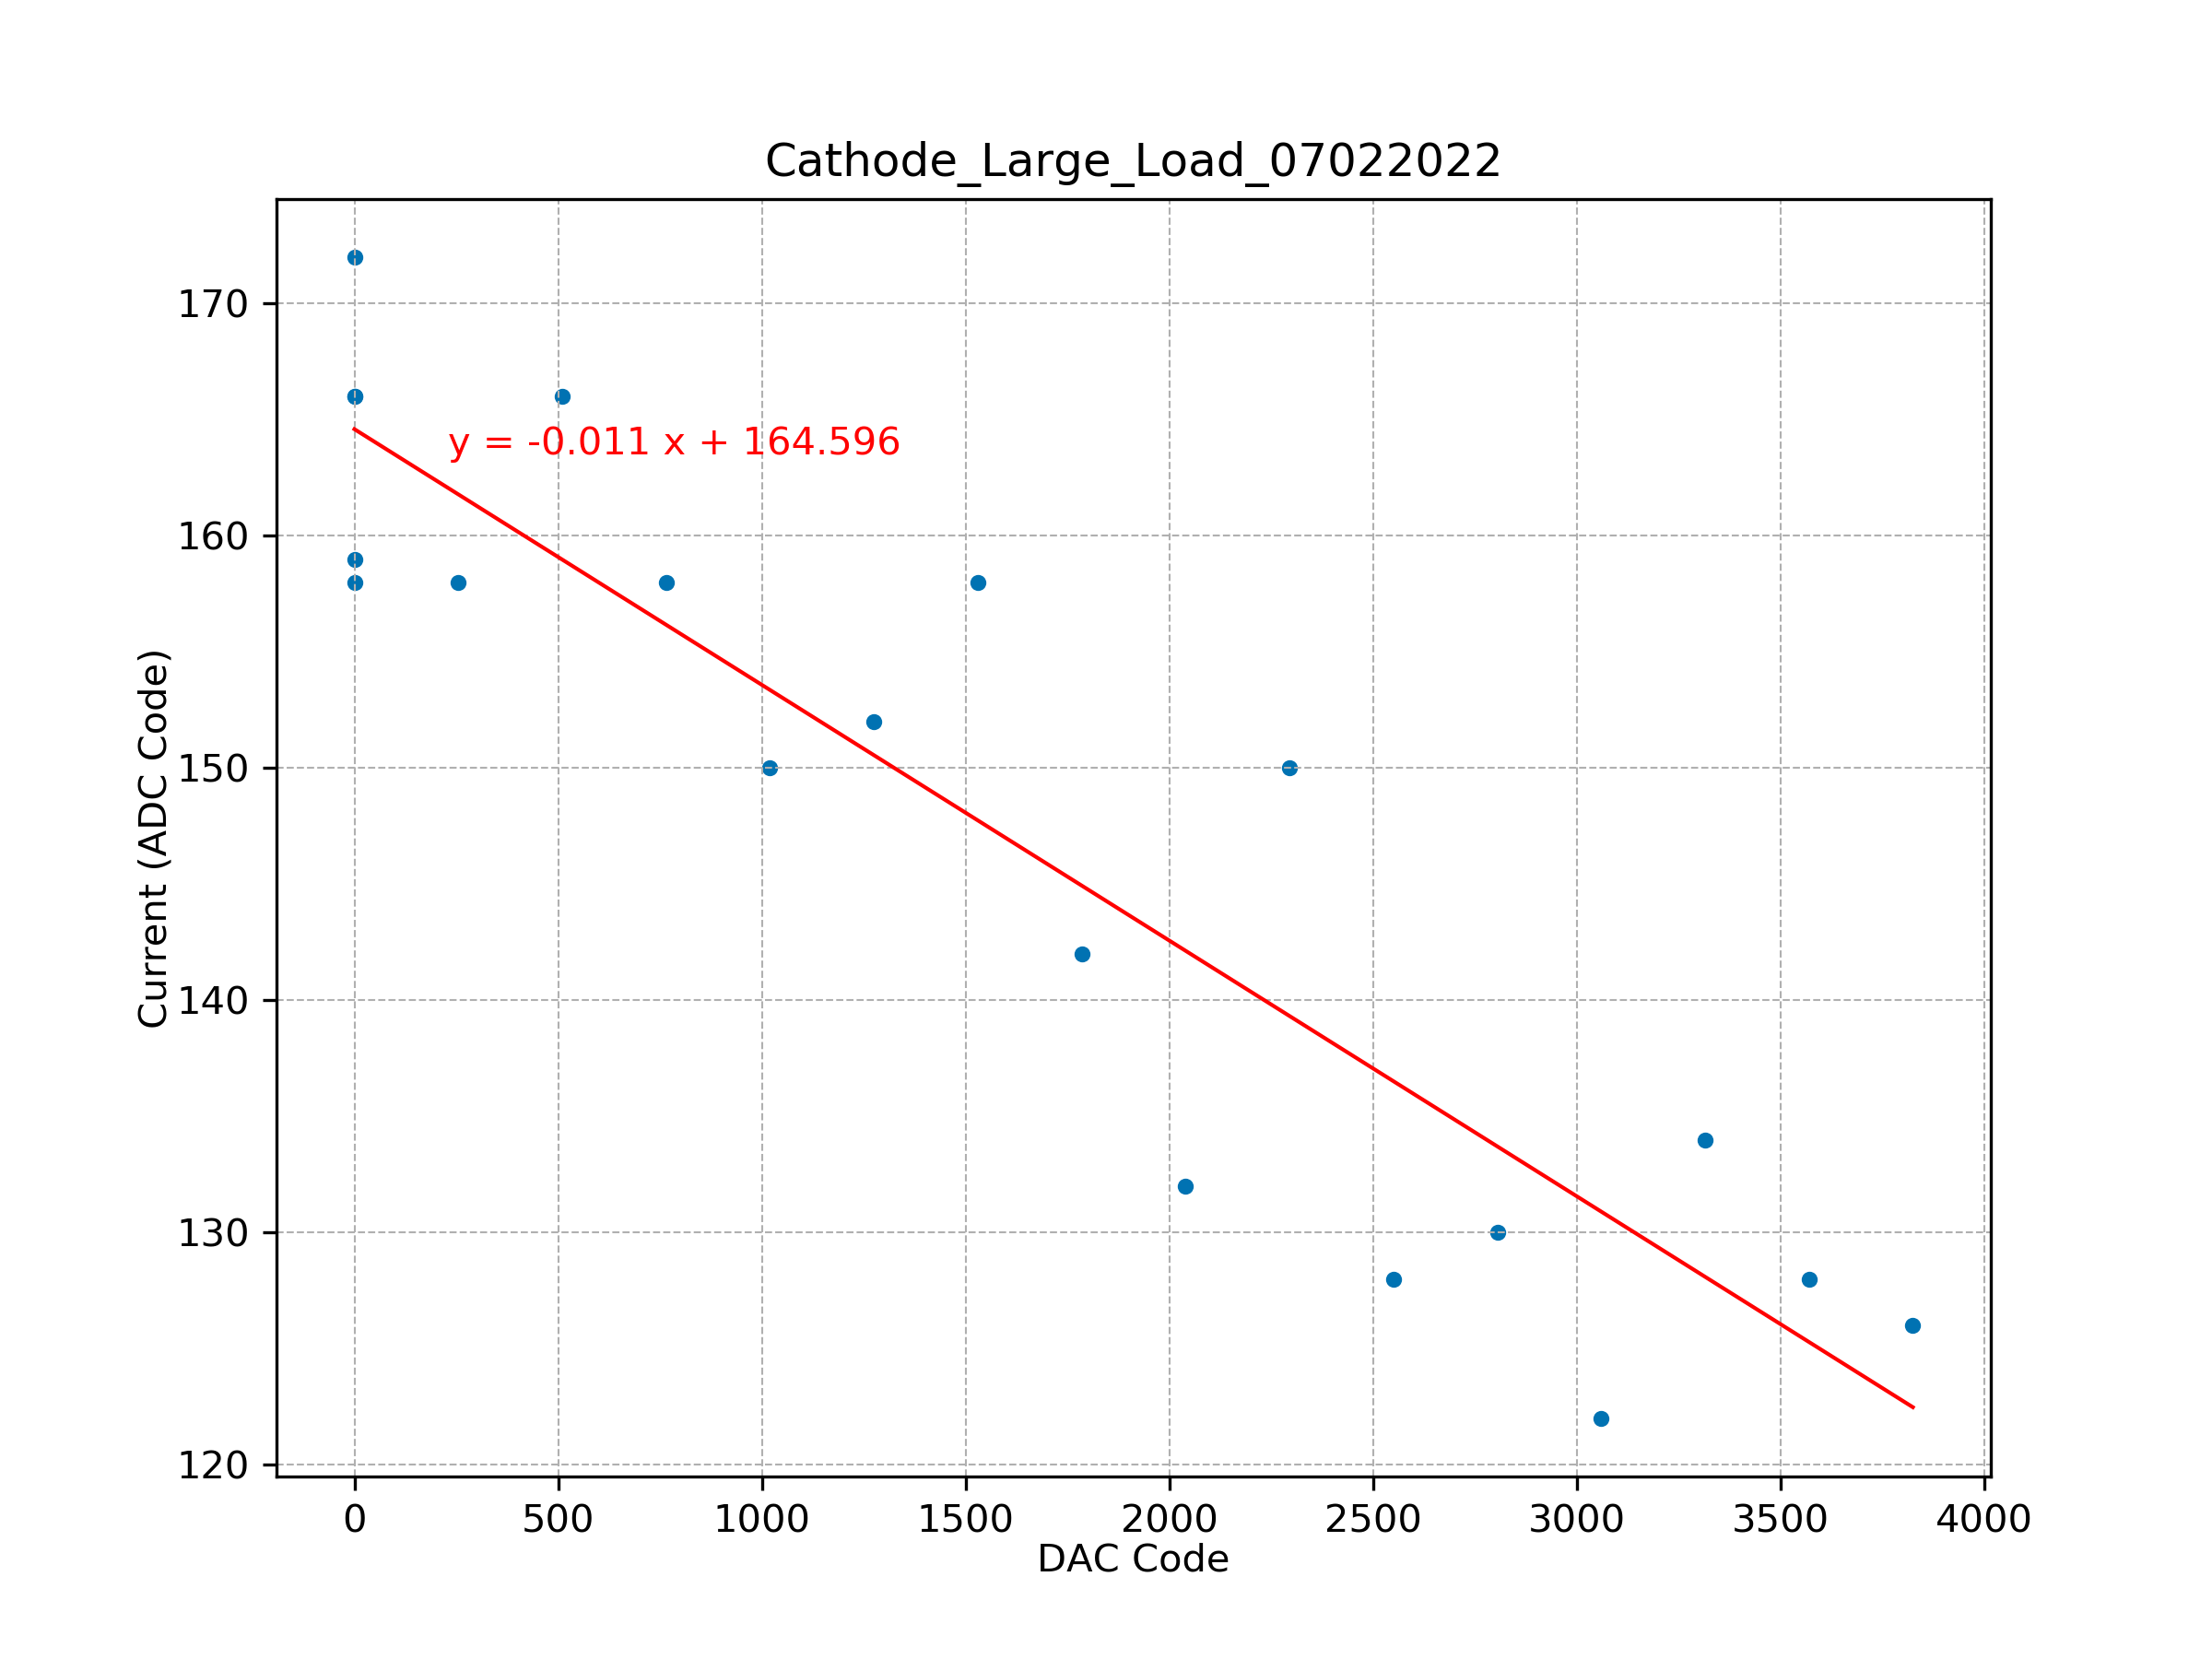 Cathode_Large_Load_07022022
170
160
150
140
130
120
Current (ADC Code)
y = -0.011 x + 164.596
0 500 1000 1500 2000 2500 3000 3500 4000
DAC Code